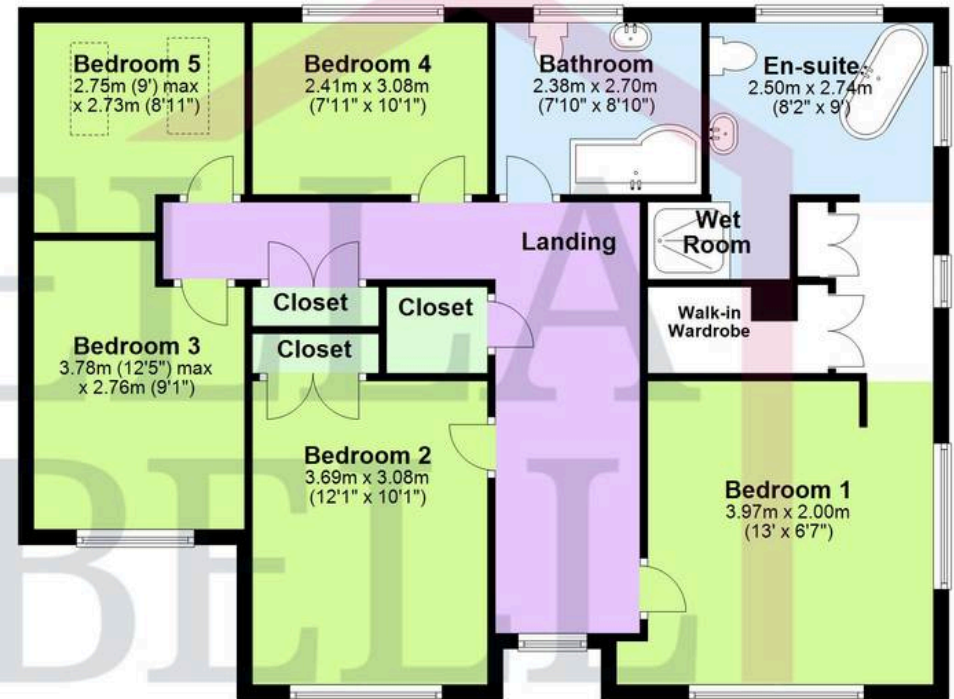 Bedroom 5
2.75m (9') max
x 2.73m (8'11")
Bedroom 4
2.41m x 3.08m
(7'11" x 10'1")
Bathroom
2.38m x 2.70m
(7'10" x 8'10")
En-suite
2.50m x 2.74m
(8'2" x 9')
Landing
Wet
Room
Closet
Closet
Walk-in
Wardrobe
Closet
Bedroom 3
3.78m (12'5") max
x 2.76m (9'1")
Bedroom 2
3.69m x 3.08m
(12'1" x 10'1")
Bedroom 1
3.97m x 2.00m
(13' x 6'7")
ELLA
BELL